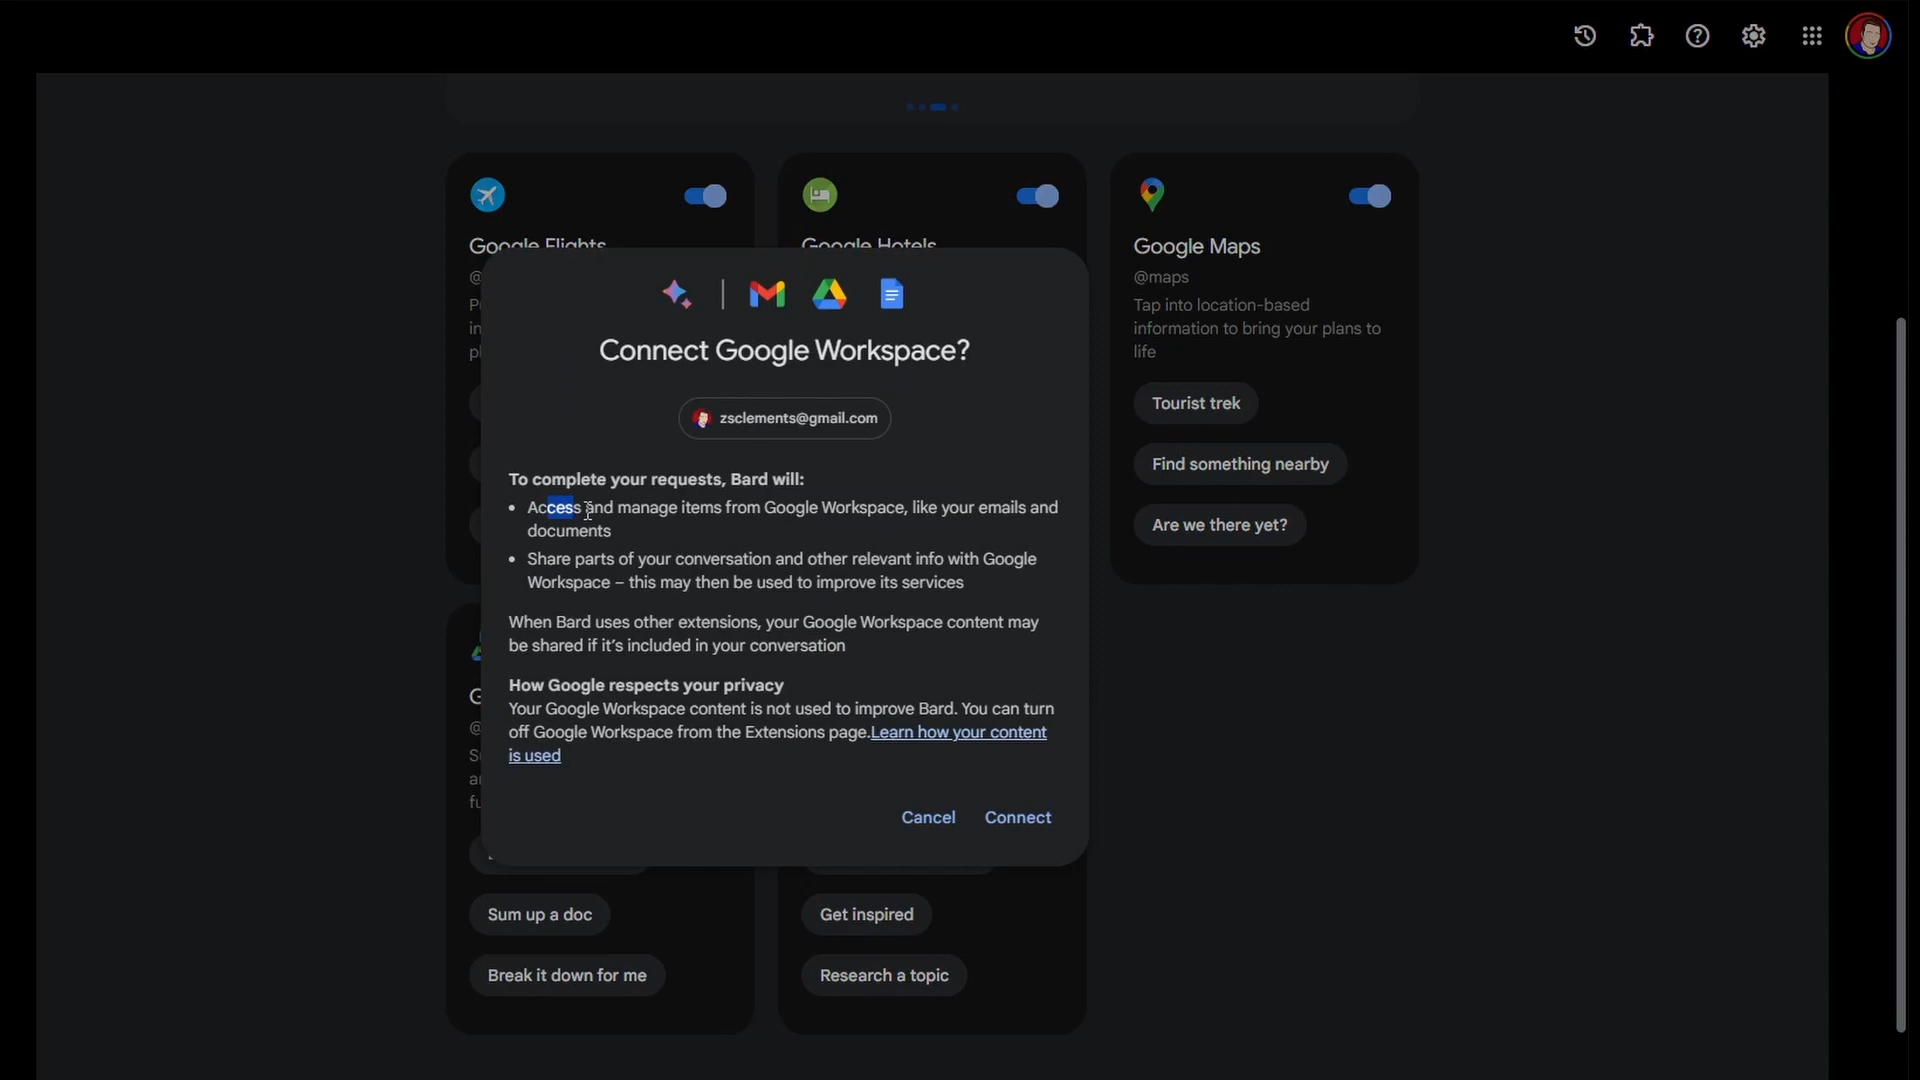 Google Flights
Google Hotels
Google Maps
@maps
Tap into location-based
information to bring your plans to
life
Tourist trek
Find something nearby
Are we there yet?
Connect Google Workspace?
zsclements@gmail.com
To complete your requests, Bard will:
• Access and manage items from Google Workspace, like your emails and
documents
• Share parts of your conversation and other relevant info with Google
Workspace – this may then be used to improve its services
When Bard uses other extensions, your Google Workspace content may
be shared if it’s included in your conversation
How Google respects your privacy
Your Google Workspace content is not used to improve Bard. You can turn
off Google Workspace from the Extensions page.Learn how your content
is used
Cancel
Connect
Sum up a doc
Break it down for me
Get inspired
Research a topic